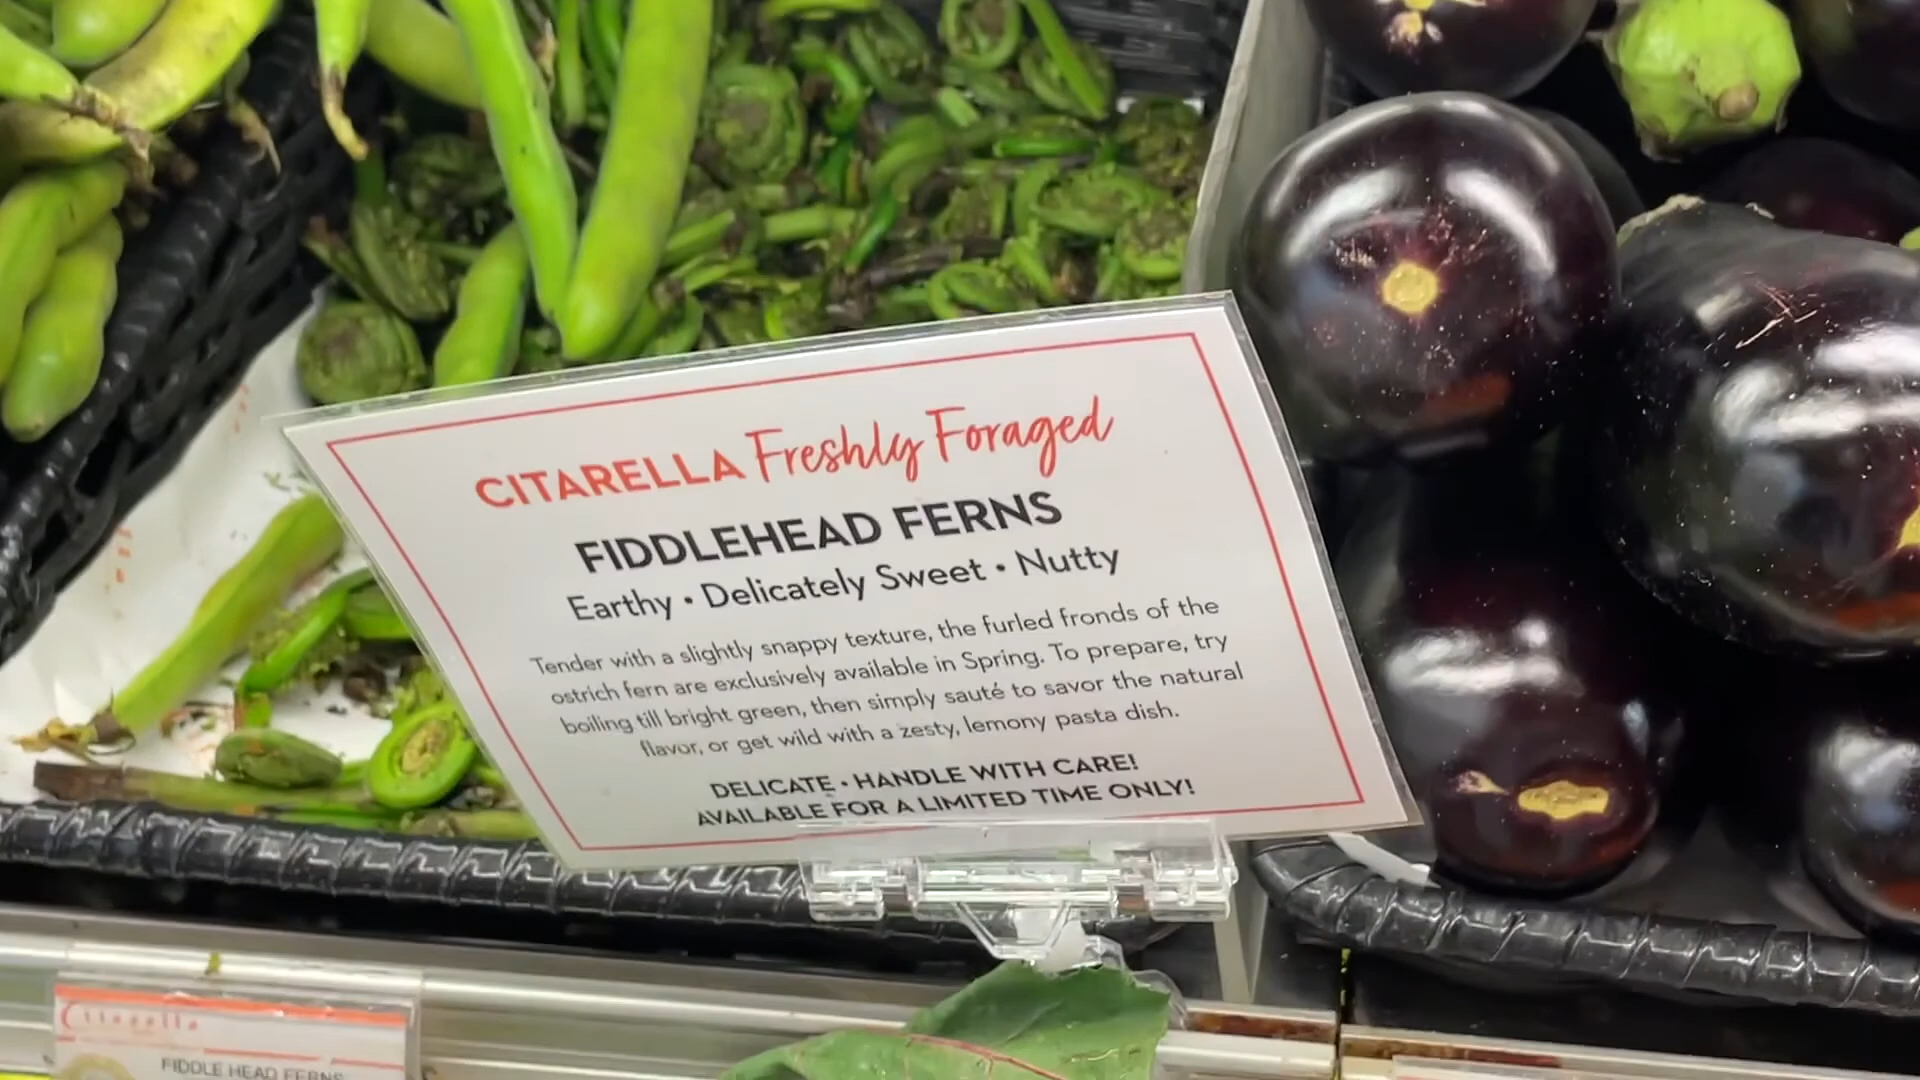 CITARELLA Freshly Foraged
FIDDLEHEAD FERNS
Earthy • Delicately Sweet • Nutty
Tender with a slightly snappy texture, the furled fronds of the
ostrich fern are exclusively available in Spring. To prepare, try
boiling till bright green, then simply sauté to savor the natural
flavor, or get wild with a zesty, lemony pasta dish.
DELICATE • HANDLE WITH CARE!
AVAILABLE FOR A LIMITED TIME ONLY!
Citarella
FIDDLE HEAD FERNS